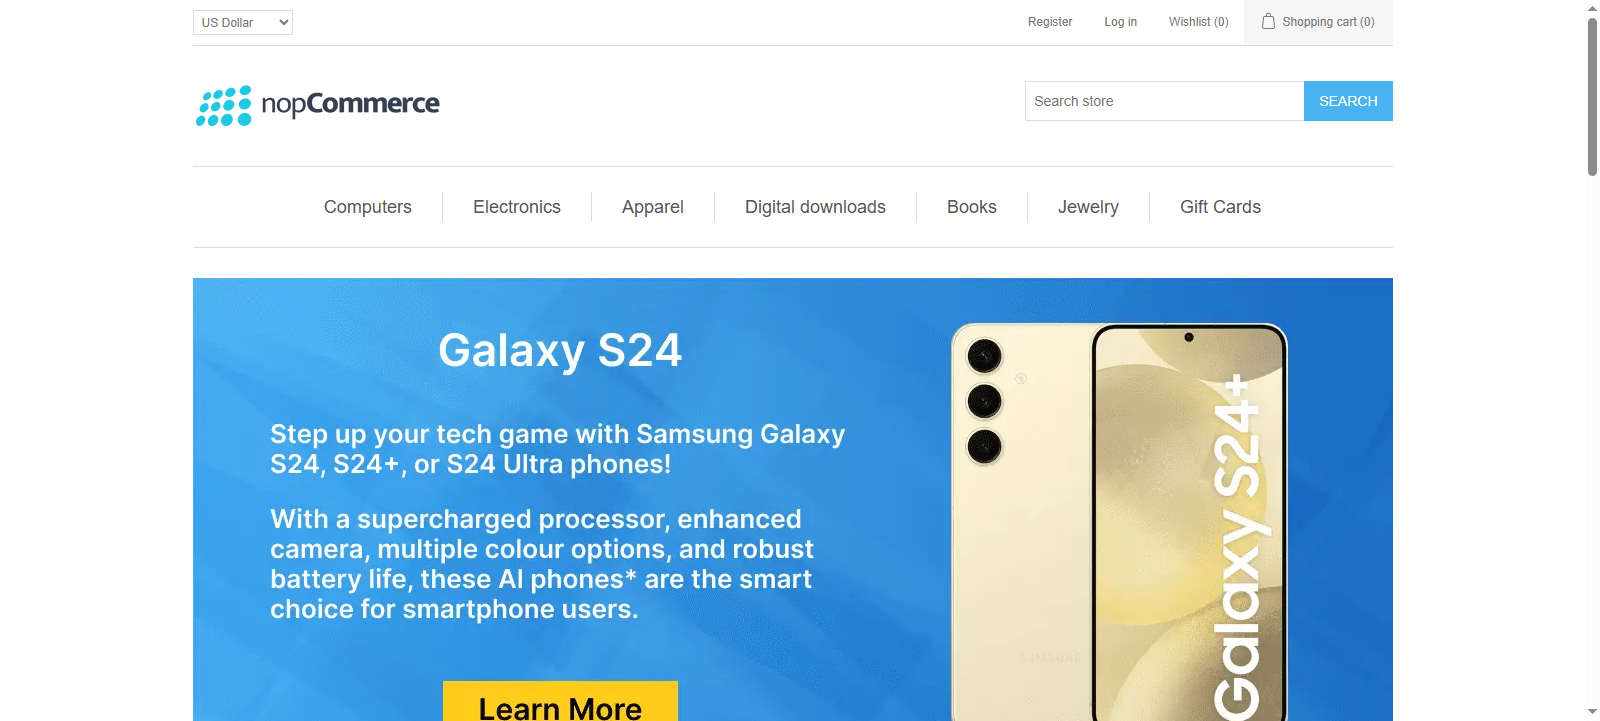 US Dollar
Register
Log in
Wishlist (0)
Shopping cart (0)
nopCommerce
Search store
SEARCH
Computers
Electronics
Apparel
Digital downloads
Books
Jewelry
Gift Cards
Galaxy S24
Step up your tech game with Samsung Galaxy
S24, S24+, or S24 Ultra phones!
With a supercharged processor, enhanced
camera, multiple colour options, and robust
battery life, these AI phones* are the smart
choice for smartphone users.
Learn More
Galaxy S24+
SAMSUNG